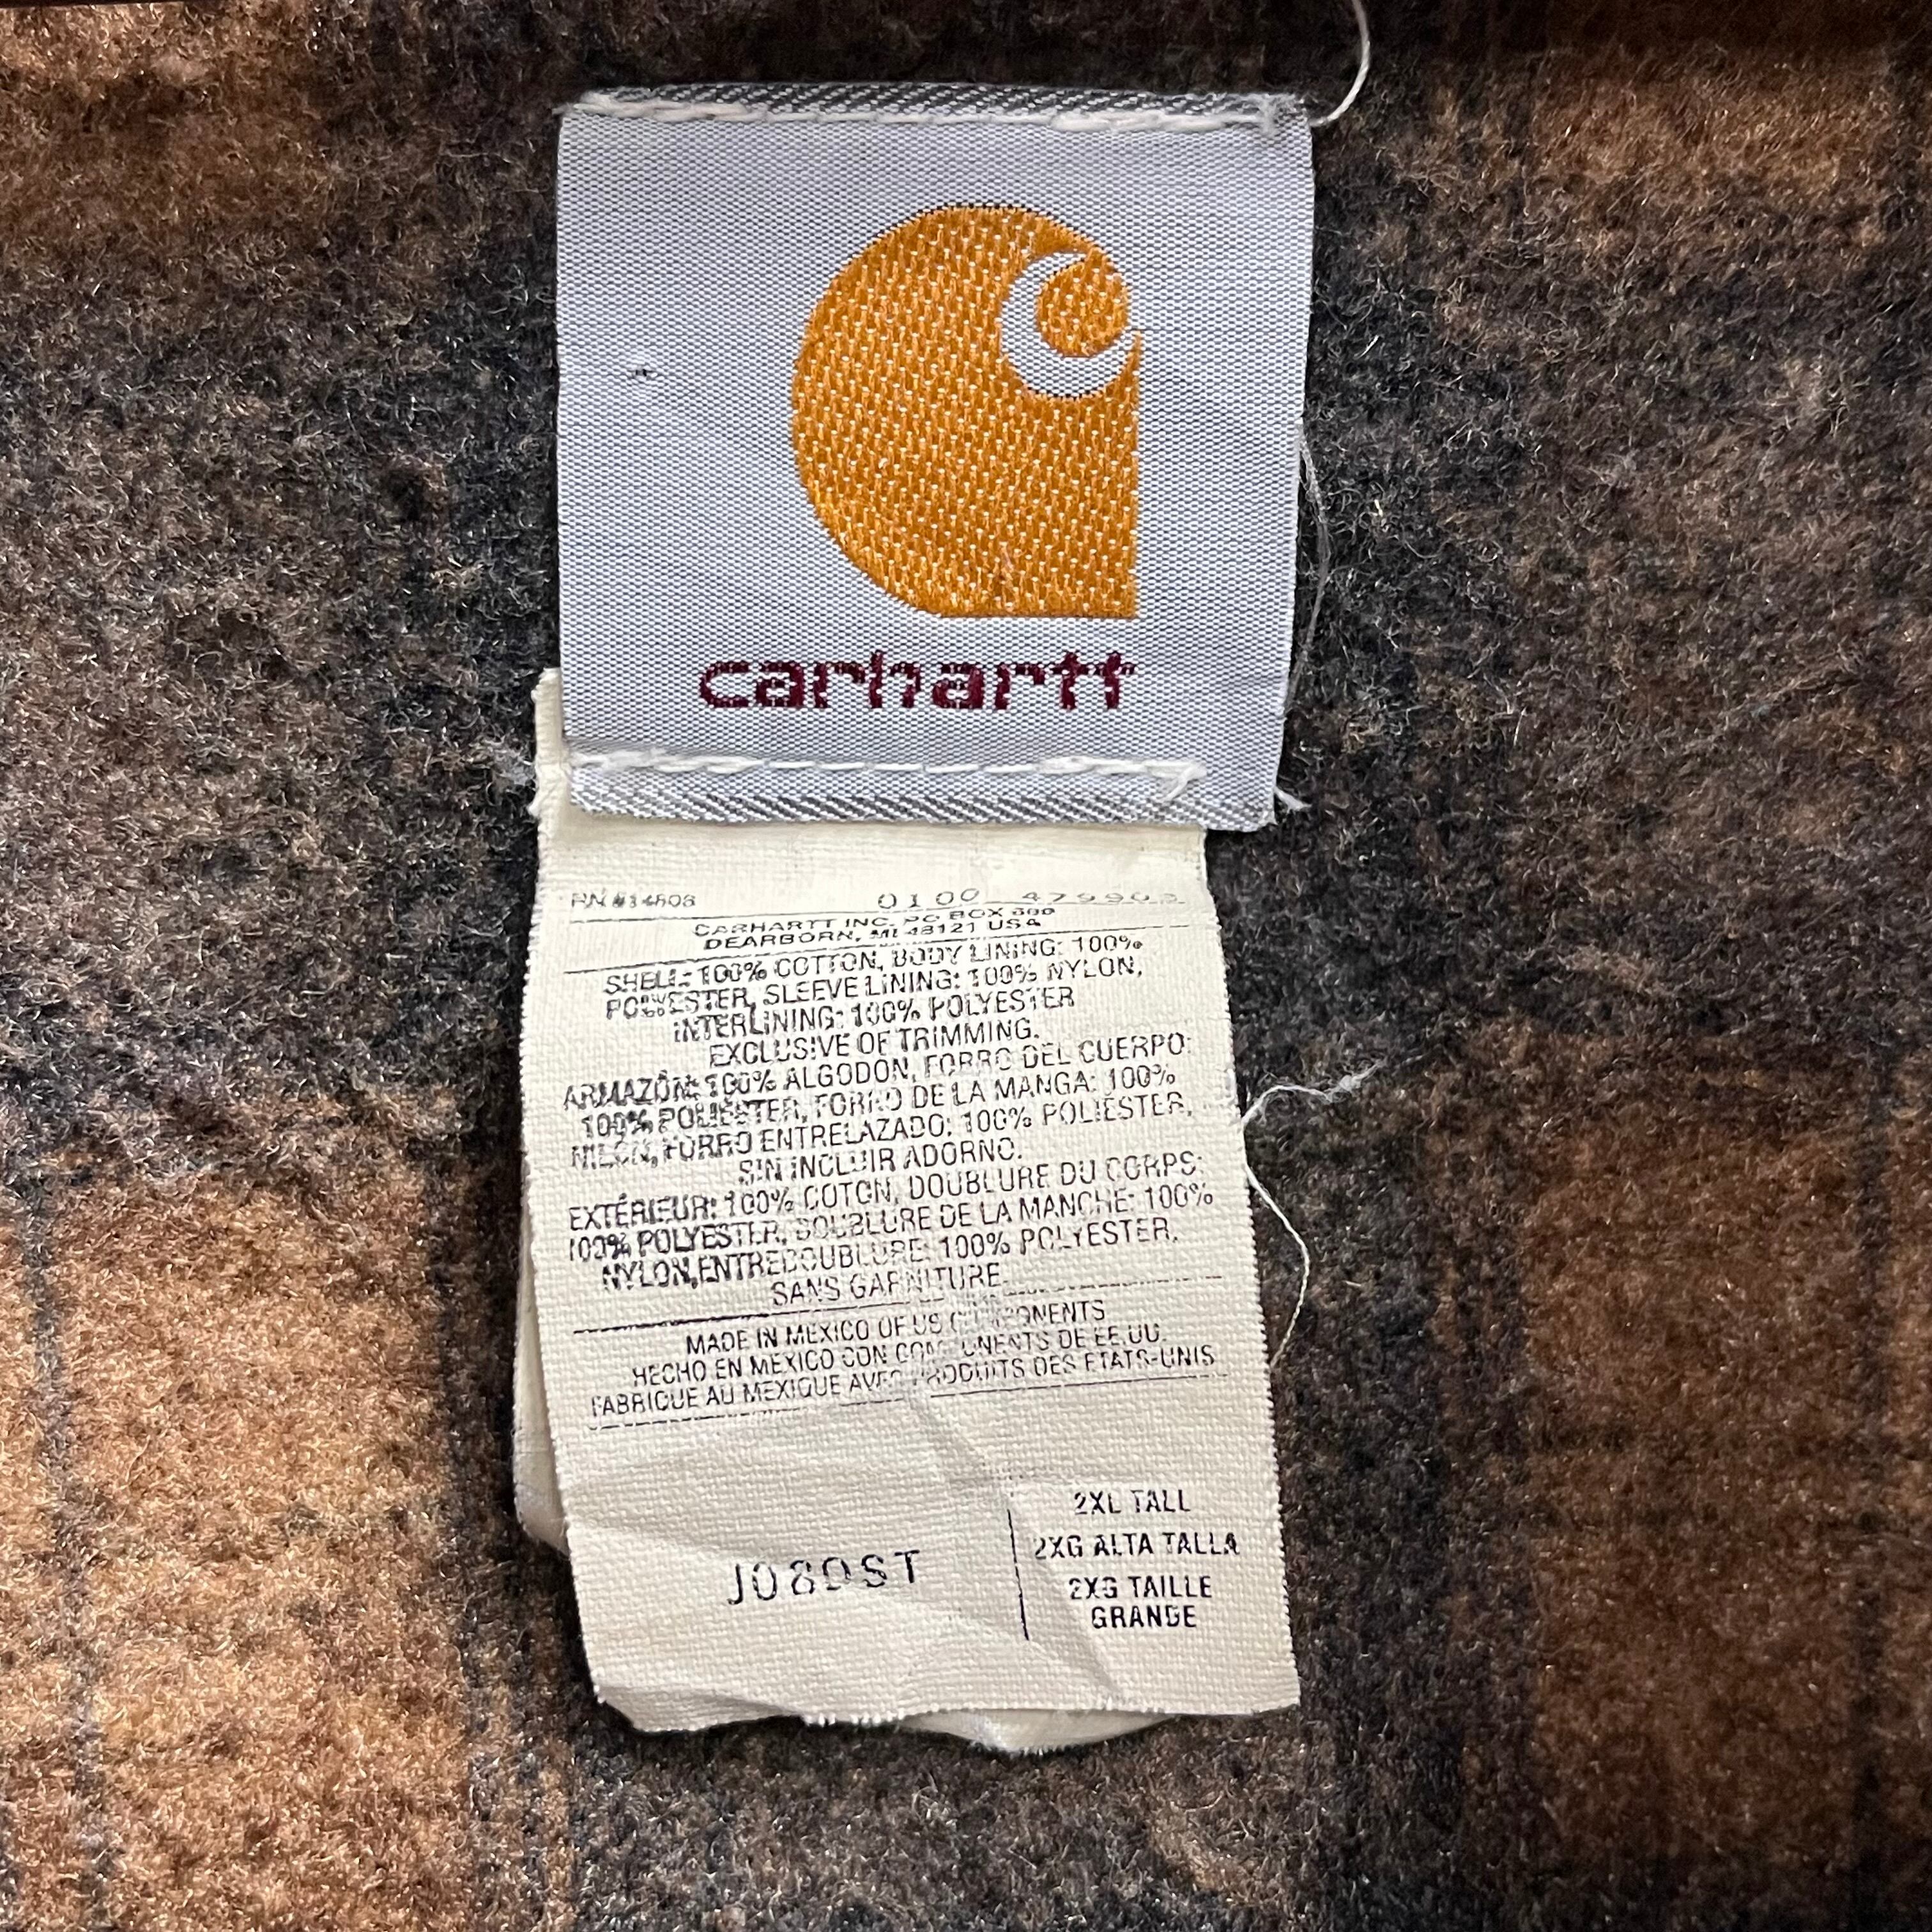 carhartt
RN #14806 0100 479903
CARHARTT INC. PO BOX 600
DEARBORN, MI 48121 USA
SHELL: 100% COTTON, BODY LINING: 100%
POLYESTER, SLEEVE LINING: 100% NYLON,
INTERLINING: 100% POLYESTER
EXCLUSIVE OF TRIMMING.
ARMAZÓN: 100% ALGODON, FORRO DEL CUERPO:
100% POLIÉSTER, FORRO DE LA MANGA: 100%
NILÓN, FORRO ENTRELAZADO: 100% POLIÉSTER,
SIN INCLUIR ADORNO.
EXTÉRIEUR: 100% COTON, DOUBLURE DU CORPS:
100% POLYESTER, DOUBLURE DE LA MANCHE: 100%
NYLON,ENTREDOUBLURE: 100% POLYESTER,
SANS GARNITURE.
MADE IN MEXICO OF US COMPONENTS
HECHO EN MEXICO CON COMPONENTS DE EE.UU.
FABRIQUE AU MEXIQUE AVEC PRODUITS DES ETATS-UNIS
J080ST
2XL TALL
2XG ALTA TALLA
2XG TAILLE
GRANDE